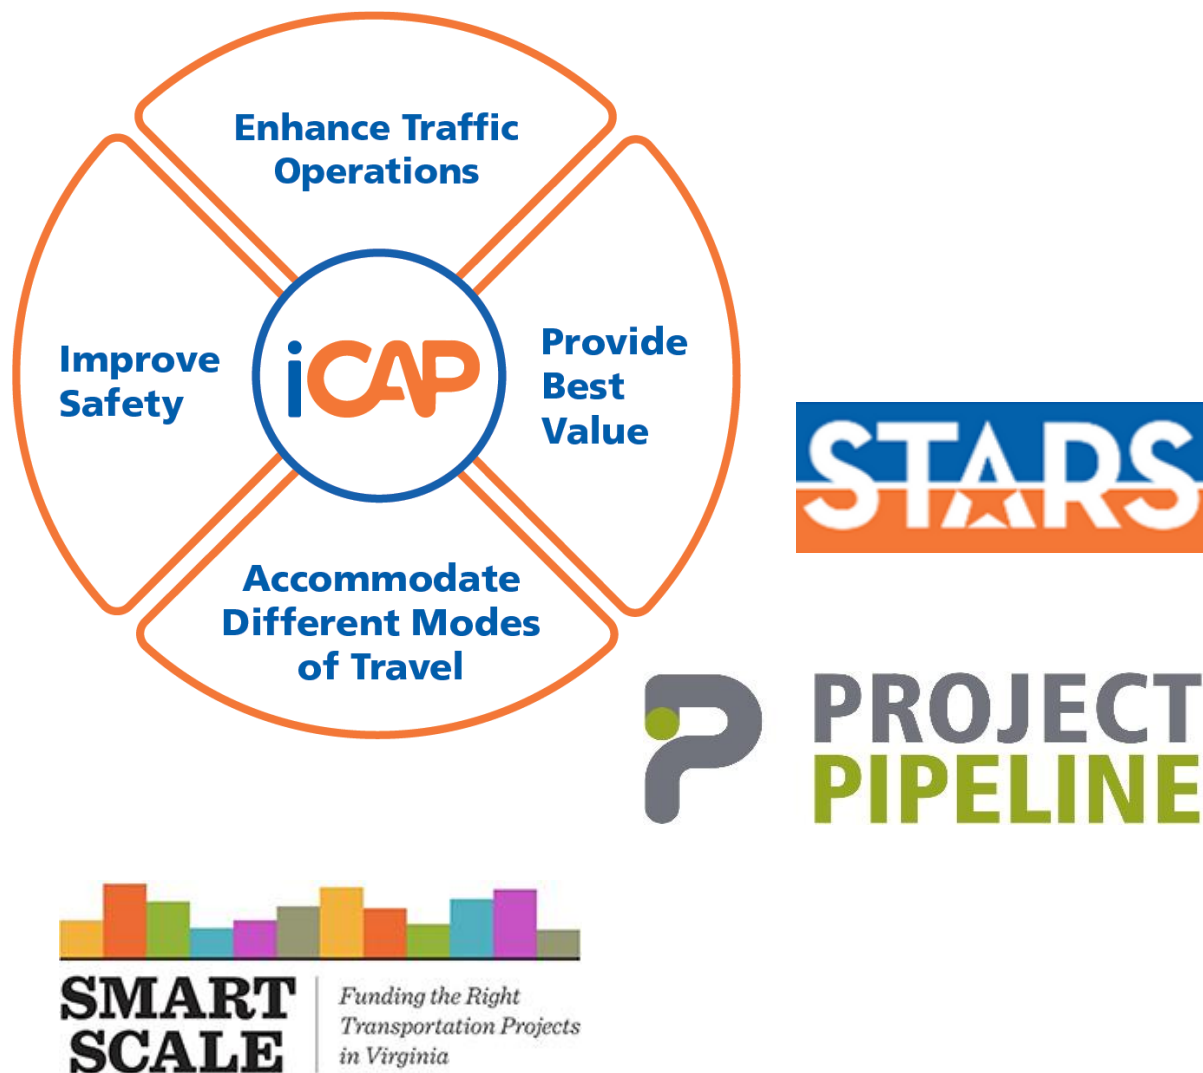 Enhance Traffic
Operations
Improve
Safety
iCAP
Provide
Best
Value
Accommodate
Different Modes
of Travel
STARS
PROJECT
PIPELINE
SMART
SCALE
Funding the Right
Transportation Projects
in Virginia